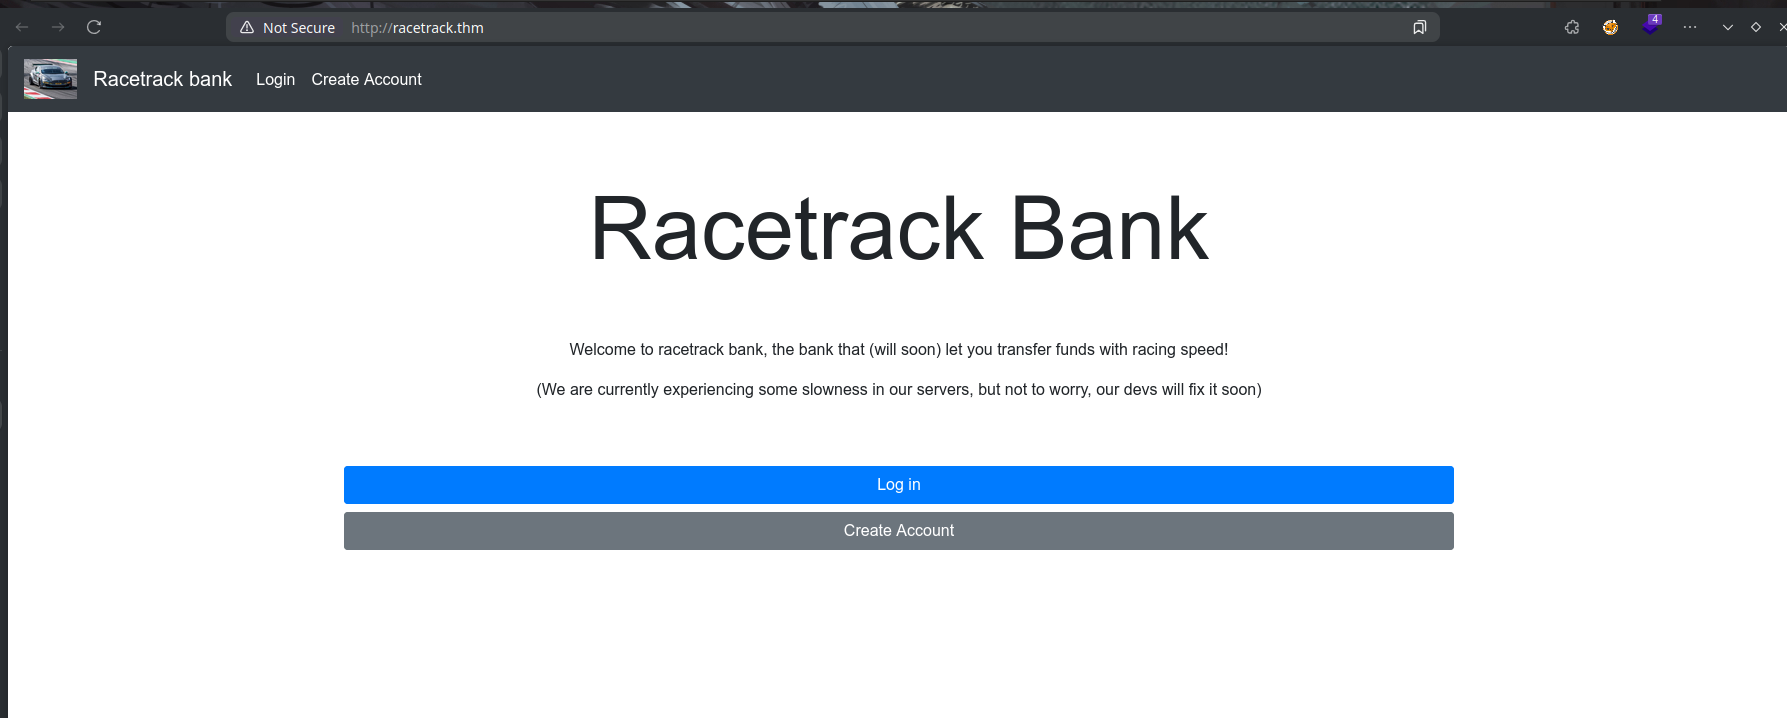 Not Secure http://racetrack.thm
4
Racetrack bank Login Create Account
Racetrack Bank
Welcome to racetrack bank, the bank that (will soon) let you transfer funds with racing speed!
(We are currently experiencing some slowness in our servers, but not to worry, our devs will fix it soon)
Log in
Create Account